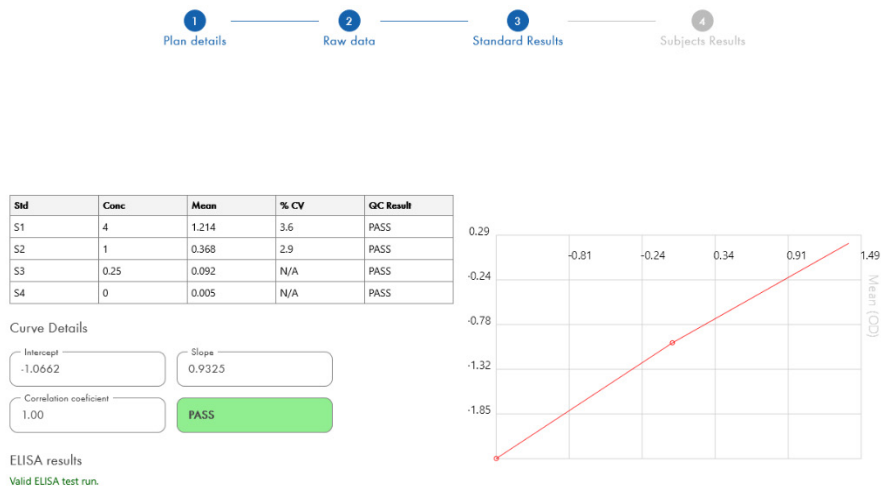 1 2 3 4
Plan details Raw data Standard Results Subjects Results
Std Conc Mean % CV QC Result
S1 4 1.214 3.6 PASS
S2 1 0.368 2.9 PASS
S3 0.25 0.092 N/A PASS
S4 0 0.005 N/A PASS
Curve Details
Intercept Slope
-1.0662 0.9325
Correlation coeficient
1.00 PASS
ELISA results
Valid ELISA test run.
0.29
-0.81 -0.24 0.34 0.91 1.49
-0.24
-0.78
-1.32
-1.85
Mean (OD)